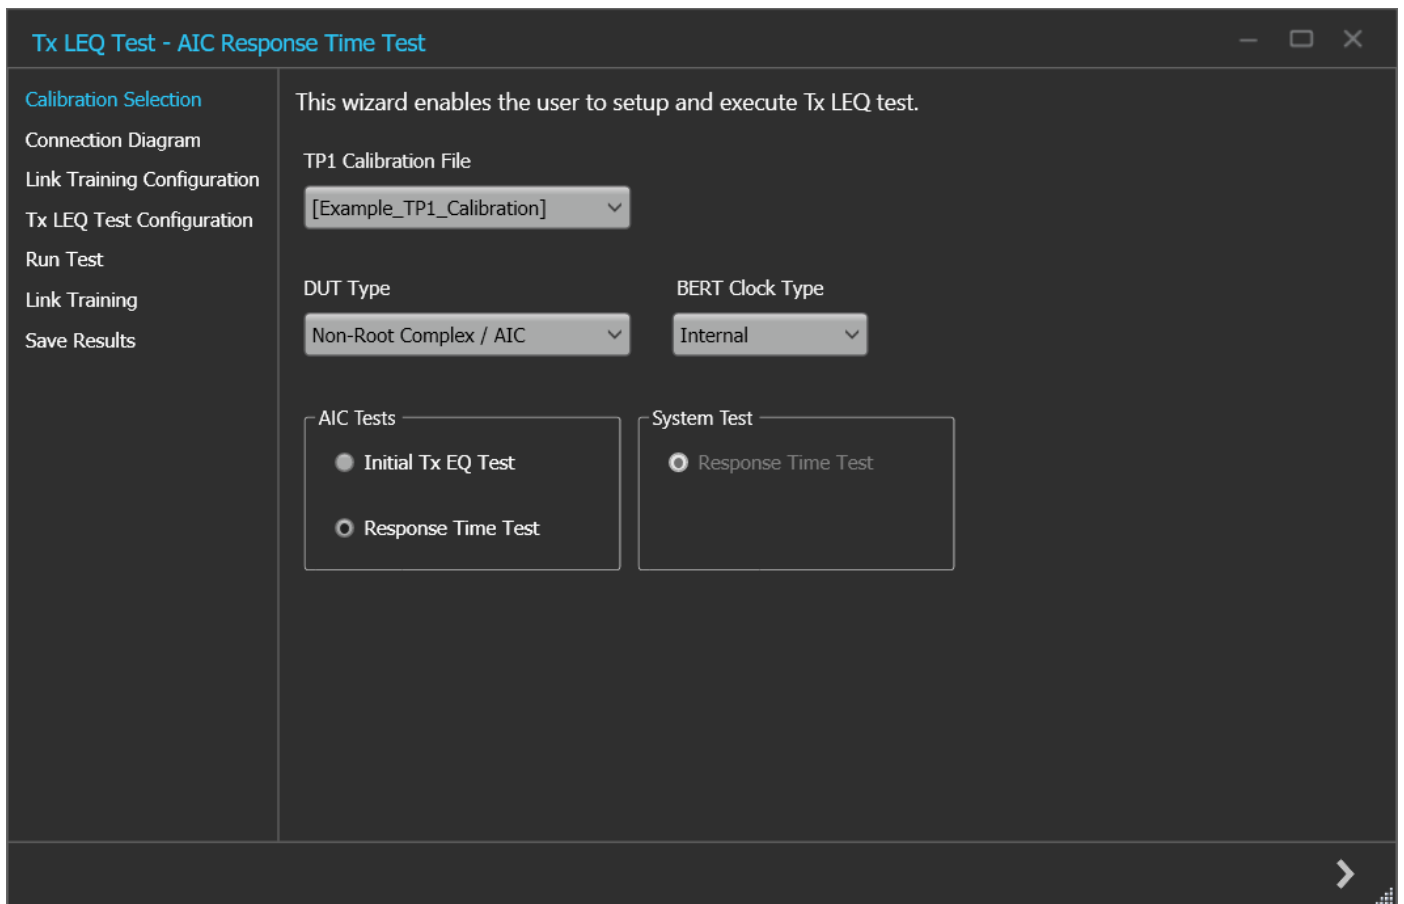 Tx LEQ Test - AIC Response Time Test
Calibration Selection
Connection Diagram
Link Training Configuration
Tx LEQ Test Configuration
Run Test
Link Training
Save Results
This wizard enables the user to setup and execute Tx LEQ test.
TP1 Calibration File
[Example_TP1_Calibration]
DUT Type
BERT Clock Type
Non-Root Complex / AIC
Internal
AIC Tests
Initial Tx EQ Test
Response Time Test
System Test
Response Time Test